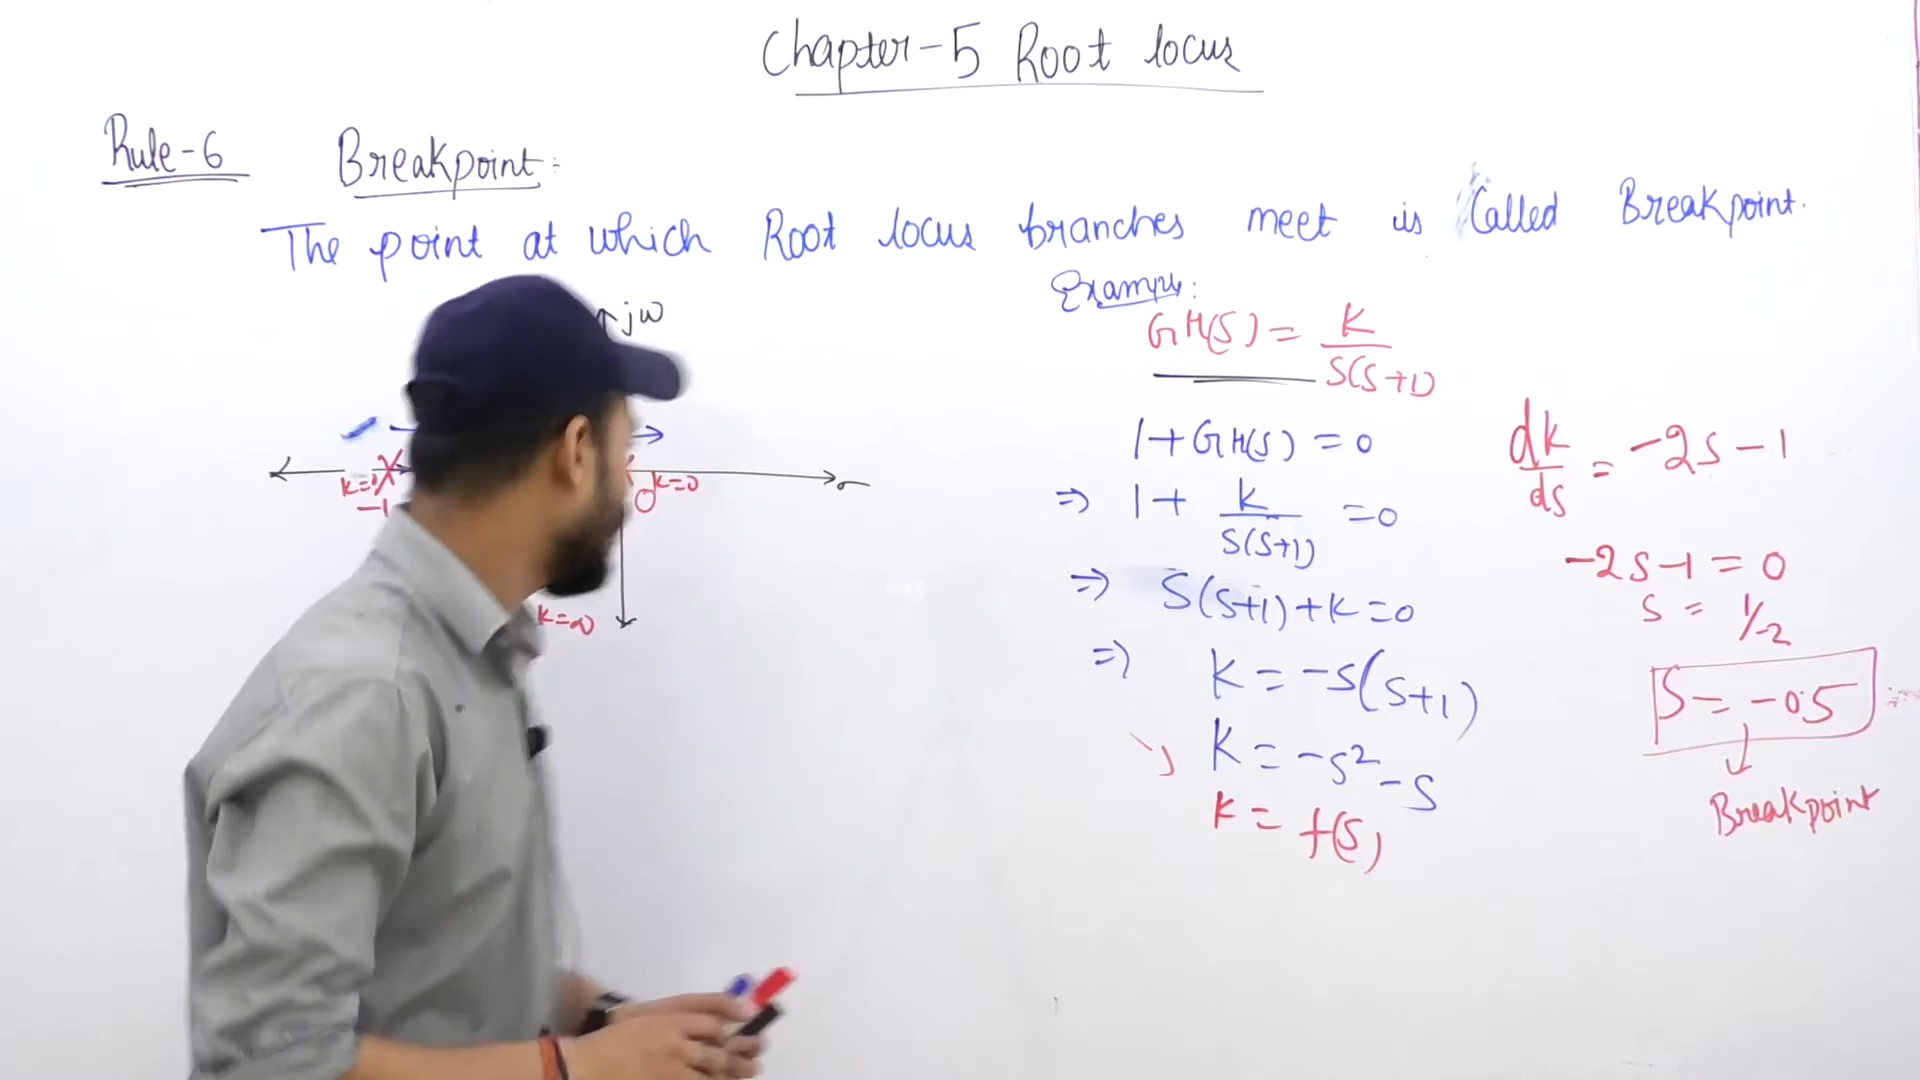 Chapter-5 Root locus
Rule-6 Breakpoint:
The point at which Root locus branches meet is Called Breakpoint.
jω
K=0
-1
K=0
0
σ
K=∞
Example:
GH(S) = K / S(S+1)
1+GH(S) = 0
⇒ 1+ K / S(S+1) =0
⇒ S(S+1)+K=0
⇒ K = -S(S+1)
K = -S² - S
K = f(S)
dk/ds = -2S-1
-2S-1 = 0
S = 1/-2
S = -0.5
Breakpoint